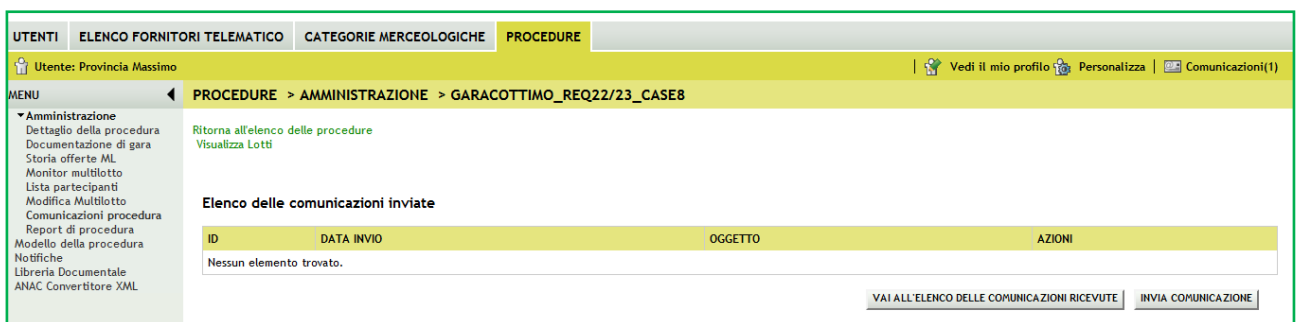 UTENTI ELENCO FORNITORI TELEMATICO CATEGORIE MERCEOLOGICHE PROCEDURE
Utente: Provincia Massimo | Vedi il mio profilo Personalizza | Comunicazioni(1)
MENU PROCEDURE > AMMINISTRAZIONE > GARACOTTIMO_REQ22/23_CASE8
Amministrazione
Dettaglio della procedura
Documentazione di gara
Storia offerte ML
Monitor multilotto
Lista partecipanti
Modifica Multilotto
Comunicazioni procedura
Report di procedura
Modello della procedura
Notifiche
Libreria Documentale
ANAC Convertitore XML
Ritorna all'elenco delle procedure
Visualizza Lotti
Elenco delle comunicazioni inviate
ID DATA INVIO OGGETTO AZIONI
Nessun elemento trovato.
VAI ALL'ELENCO DELLE COMUNICAZIONI RICEVUTE INVIA COMUNICAZIONE